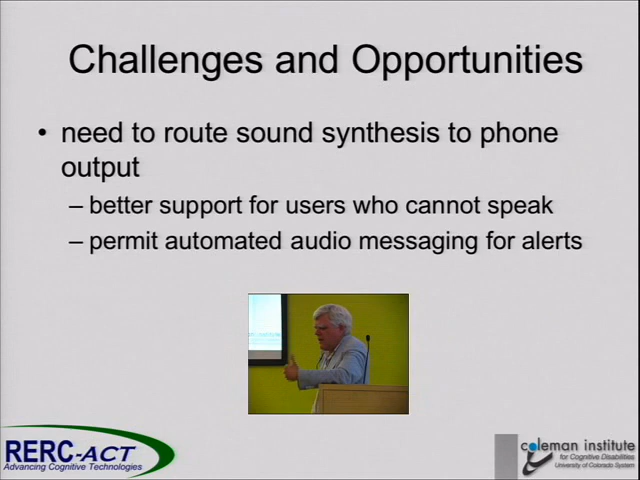 Challenges and Opportunities
• need to route sound synthesis to phone
output
– better support for users who cannot speak
– permit automated audio messaging for alerts
RERC-ACT
Advancing Cognitive Technologies
coleman institute
for Cognitive Disabilities
University of Colorado System